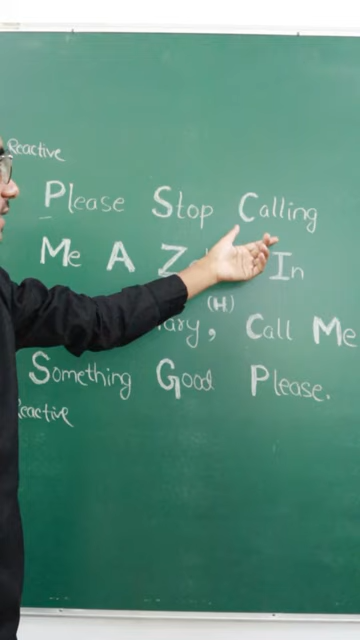 Reactive
Please Stop Calling
Me A Z In
(H)
ary, Call Me
Something Good Please.
Reactive